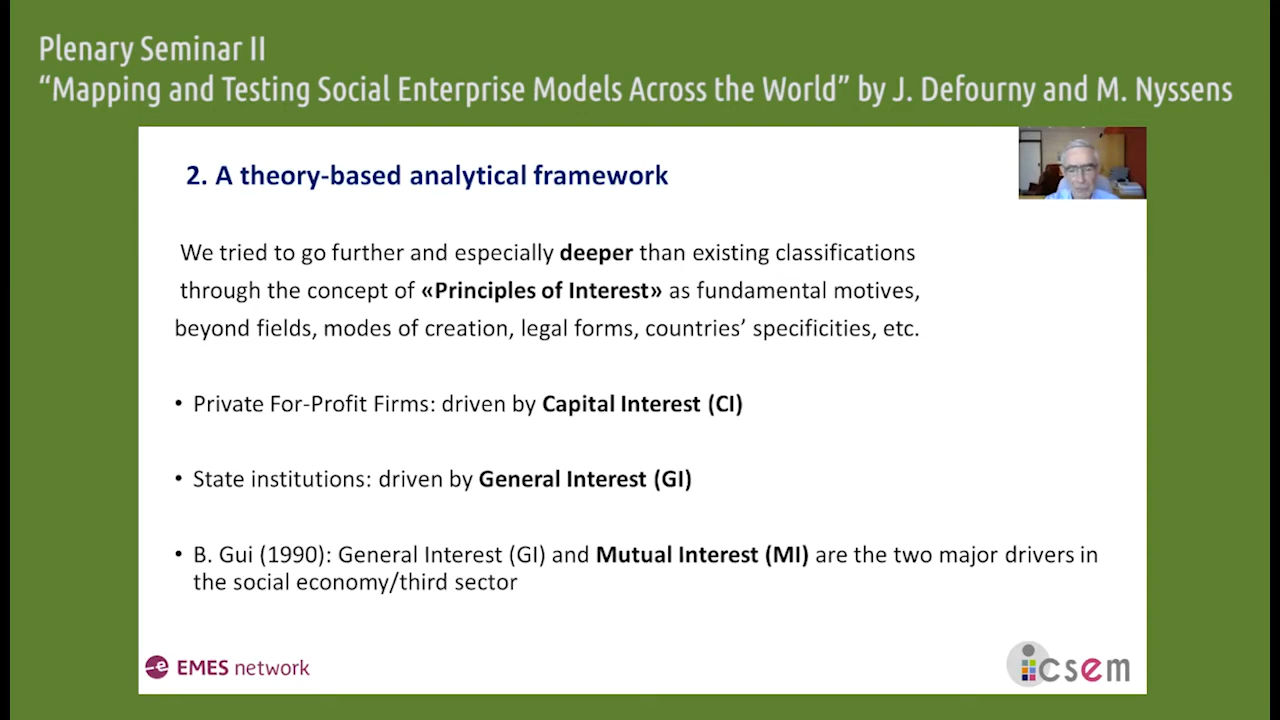 Plenary Seminar II
“Mapping and Testing Social Enterprise Models Across the World” by J. Defourny and M. Nyssens
2. A theory-based analytical framework
We tried to go further and especially deeper than existing classifications
through the concept of «Principles of Interest» as fundamental motives,
beyond fields, modes of creation, legal forms, countries’ specificities, etc.
• Private For-Profit Firms: driven by Capital Interest (CI)
• State institutions: driven by General Interest (GI)
• B. Gui (1990): General Interest (GI) and Mutual Interest (MI) are the two major drivers in
the social economy/third sector
EMES network
icsem